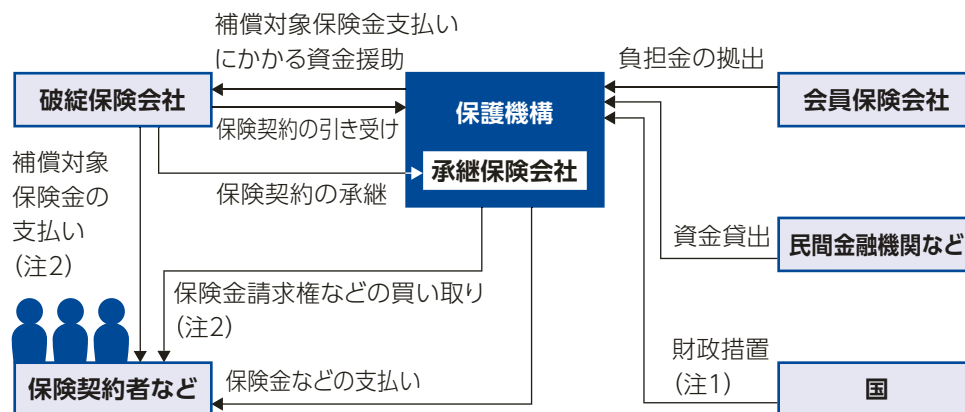 補償対象保険金支払い
にかかる資金援助
負担金の拠出
破綻保険会社
保護機構
会員保険会社
保険契約の引き受け
承継保険会社
補償対象
保険金の
支払い
(注2)
保険契約の承継
資金貸出
民間金融機関など
保険金請求権などの買い取り
(注2)
財政措置
(注1)
保険契約者など
保険金などの支払い
国